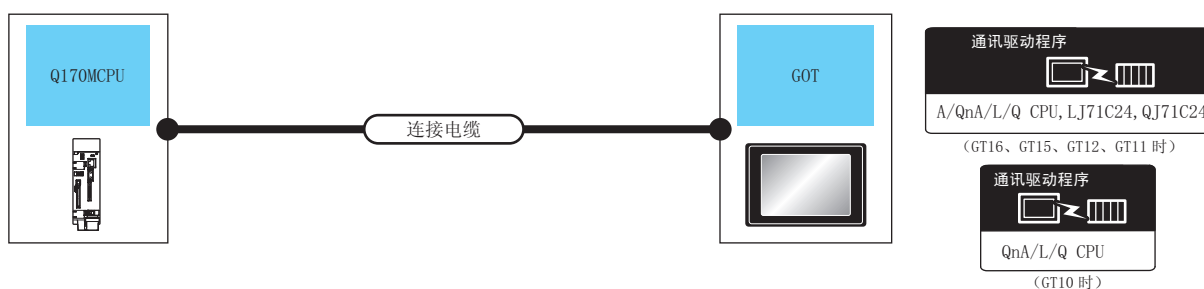 Q170MCPU
连接电缆
GOT
通讯驱动程序
A/QnA/L/Q CPU,LJ71C24,QJ71C24
（GT16、GT15、GT12、GT11 时）
通讯驱动程序
QnA/L/Q CPU
（GT10 时）